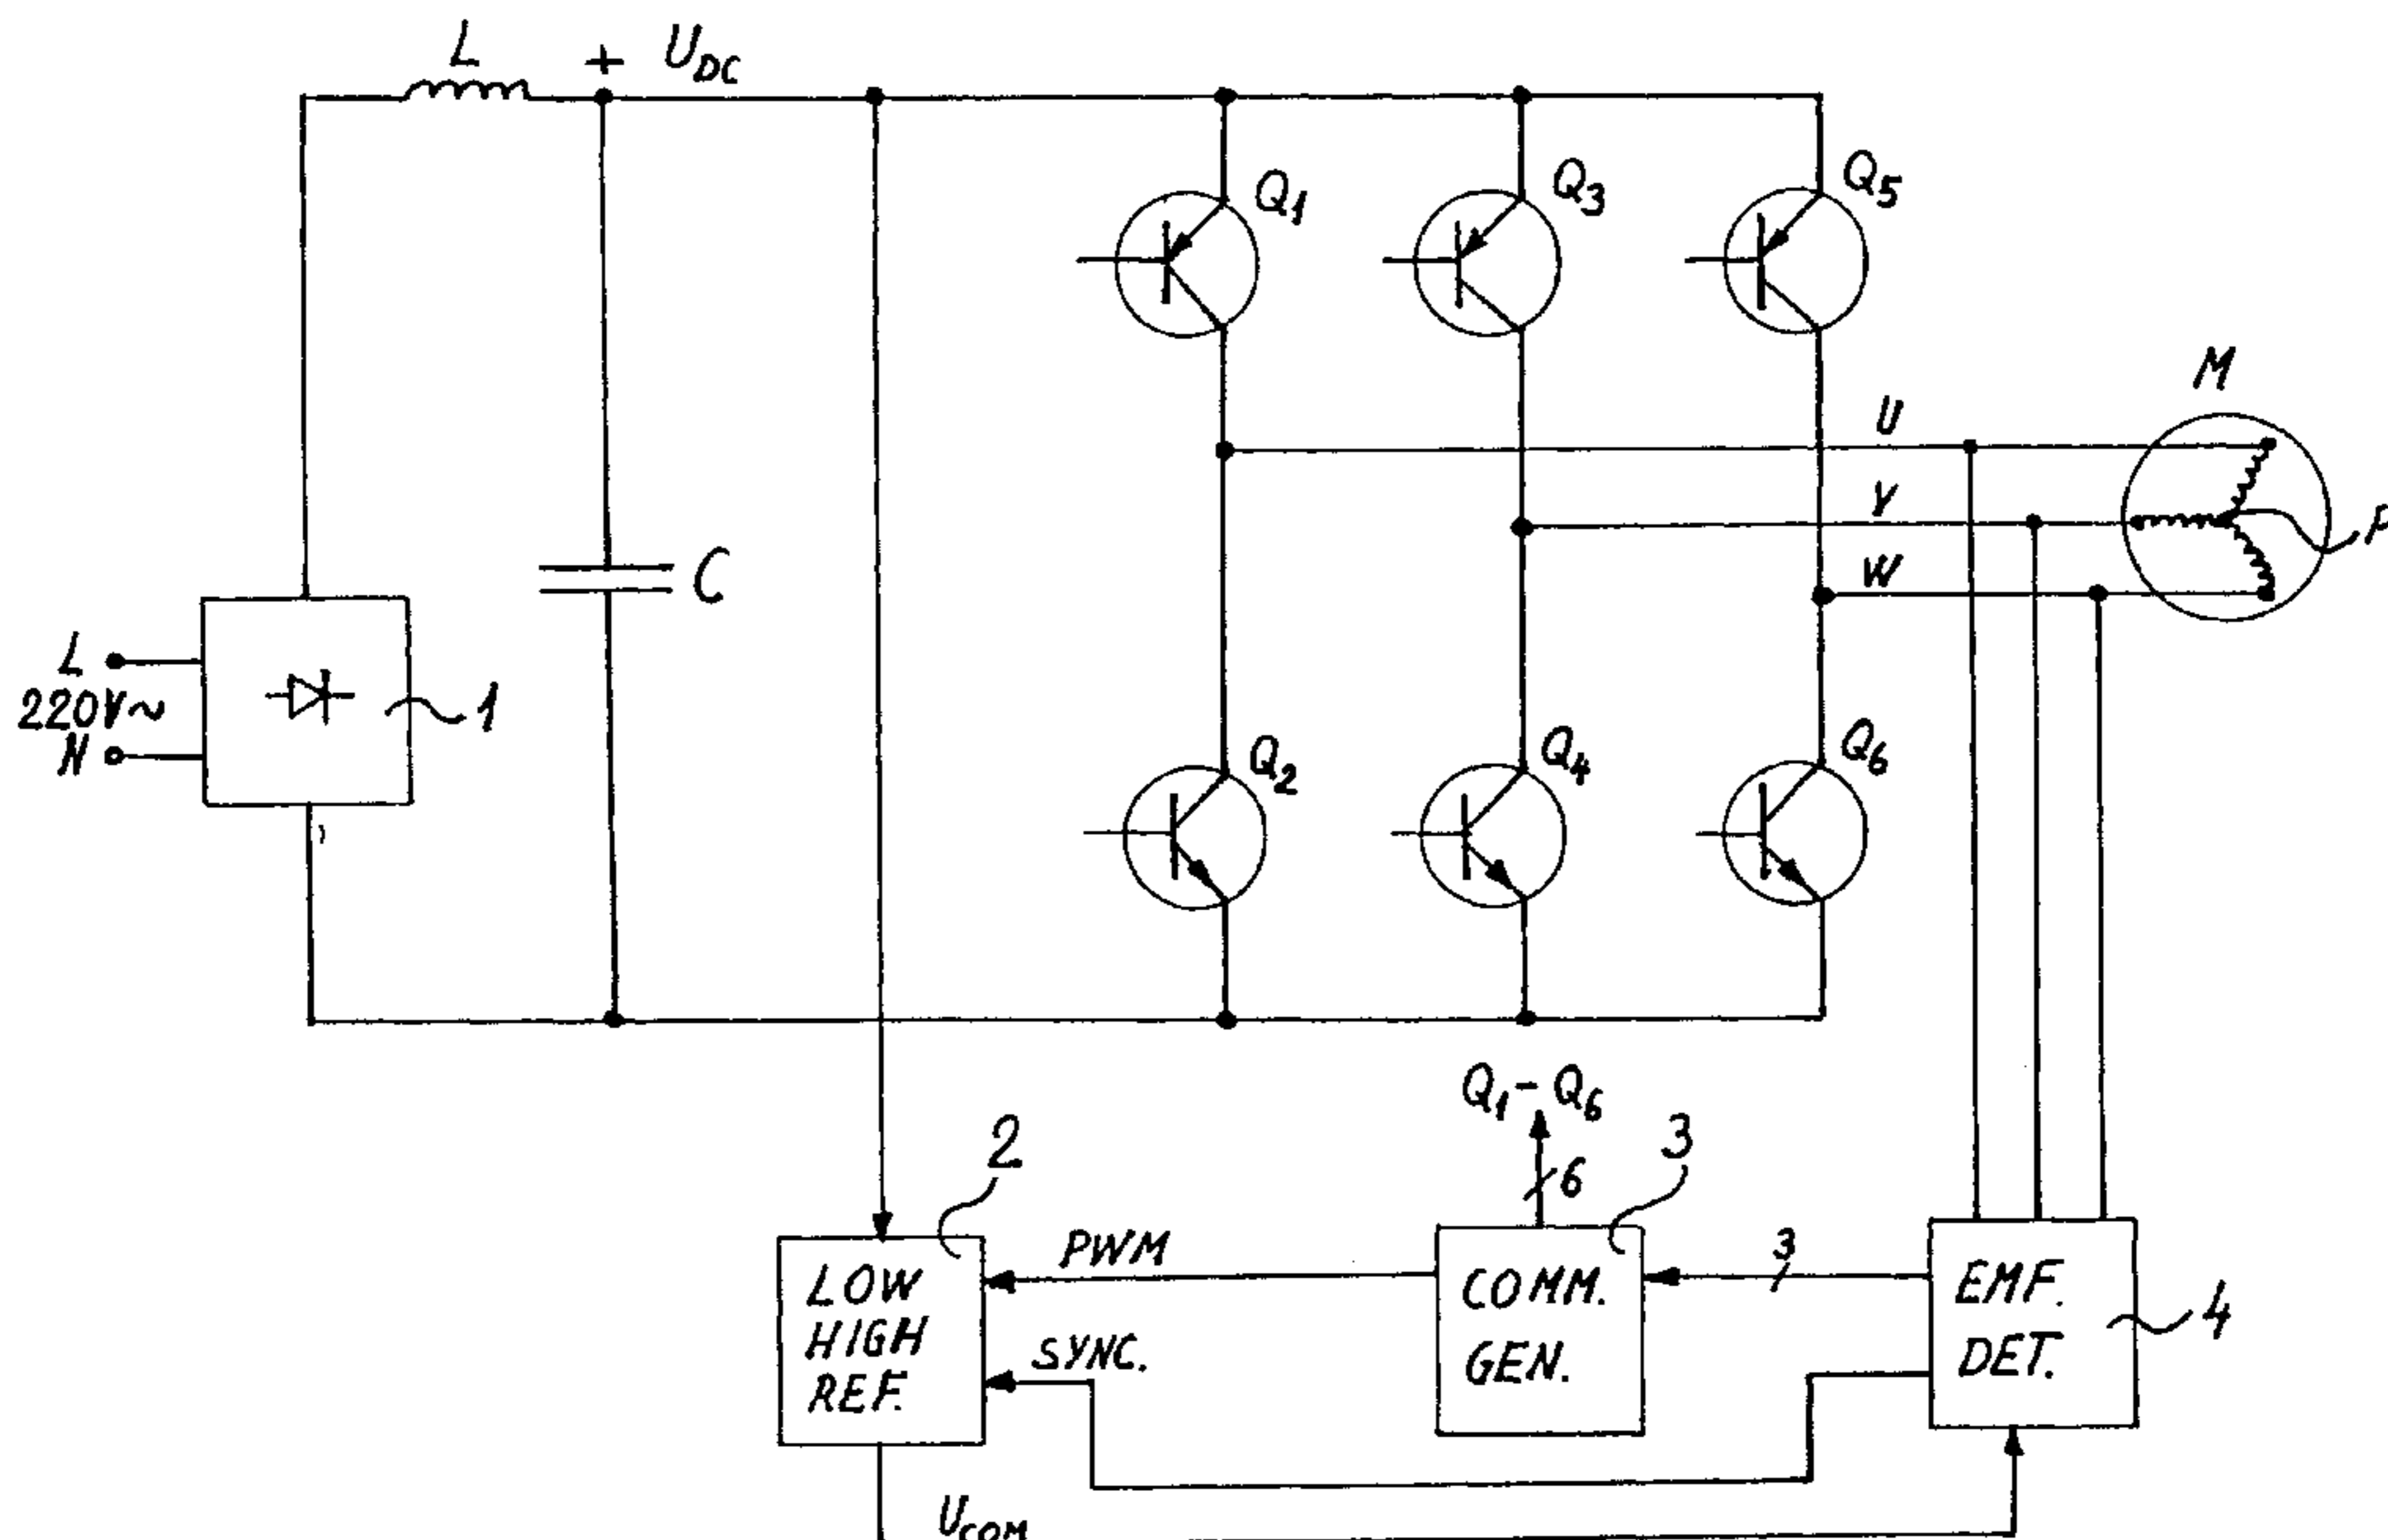 L
+ U_DC
Q1
Q3
Q5
M
U
V
W
P
C
L
220V~
N
1
Q2
Q4
Q6
Q1 - Q6
6
2
3
LOW
HIGH
REF.
PWM
SYNC.
COMM.
GEN.
3
EMF.
DET.
4
U_COM